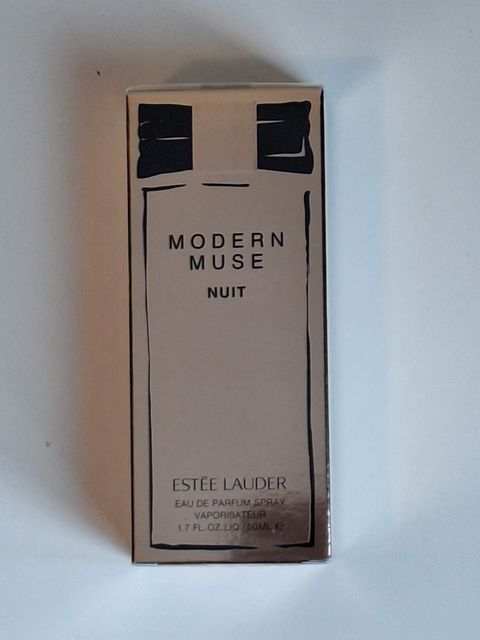 MODERN
MUSE
NUIT
ESTĒE LAUDER
EAU DE PARFUM SPRAY
VAPORISATEUR
1.7 FL.OZ.LIQ./50ML ℮